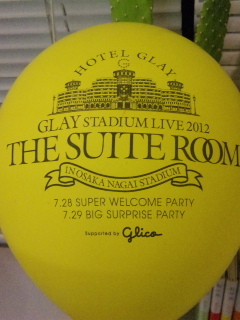 HOTEL GLAY
G
GLAY STADIUM LIVE 2012
THE SUITE ROOM
IN OSAKA NAGAI STADIUM
7.28 SUPER WELCOME PARTY
7.29 BIG SURPRISE PARTY
Supported by Glico